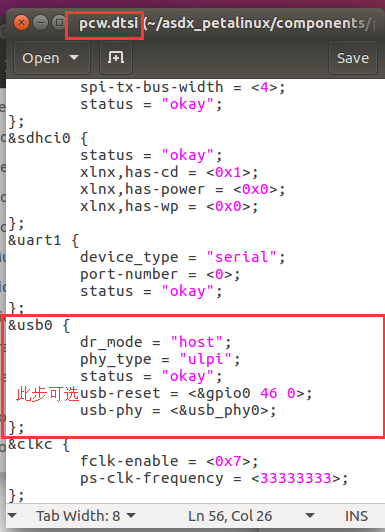 pcw.dtsi (~/asdx_petalinux/components/
Open
Save
spi-tx-bus-width = <4>;
status = "okay";
};
&sdhci0 {
status = "okay";
xlnx,has-cd = <0x1>;
xlnx,has-power = <0x0>;
xlnx,has-wp = <0x0>;
};
&uart1 {
device_type = "serial";
port-number = <0>;
status = "okay";
};
&usb0 {
dr_mode = "host";
phy_type = "ulpi";
status = "okay";
此步可选usb-reset = <&gpio0 46 0>;
usb-phy = <&usb_phy0>;
};
&clkc {
fclk-enable = <0x7>;
ps-clk-frequency = <33333333>;
};
Tab Width: 8 Ln 56, Col 26 INS